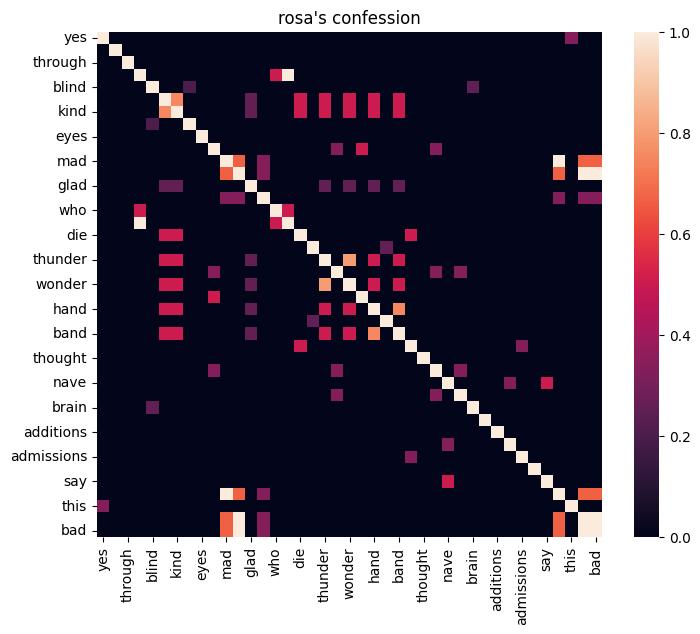 rosa's confession
yes
through
blind
kind
eyes
mad
glad
who
die
thunder
wonder
hand
band
thought
nave
brain
additions
admissions
say
this
bad
1.0
0.8
0.6
0.4
0.2
0.0
yes
through
blind
kind
eyes
mad
glad
who
die
thunder
wonder
hand
band
thought
nave
brain
additions
admissions
say
this
bad